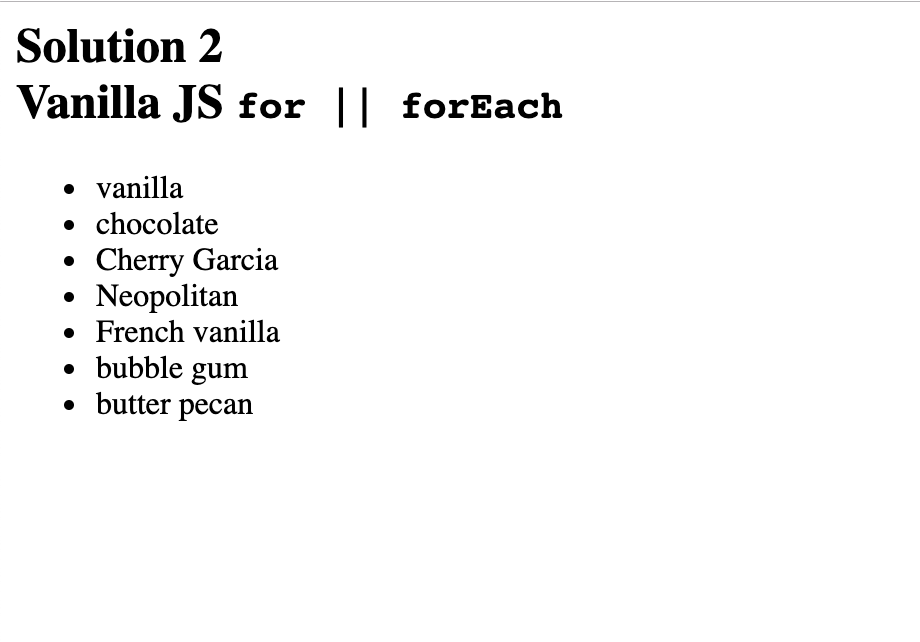 Solution 2
Vanilla JS for || forEach
• vanilla
• chocolate
• Cherry Garcia
• Neopolitan
• French vanilla
• bubble gum
• butter pecan